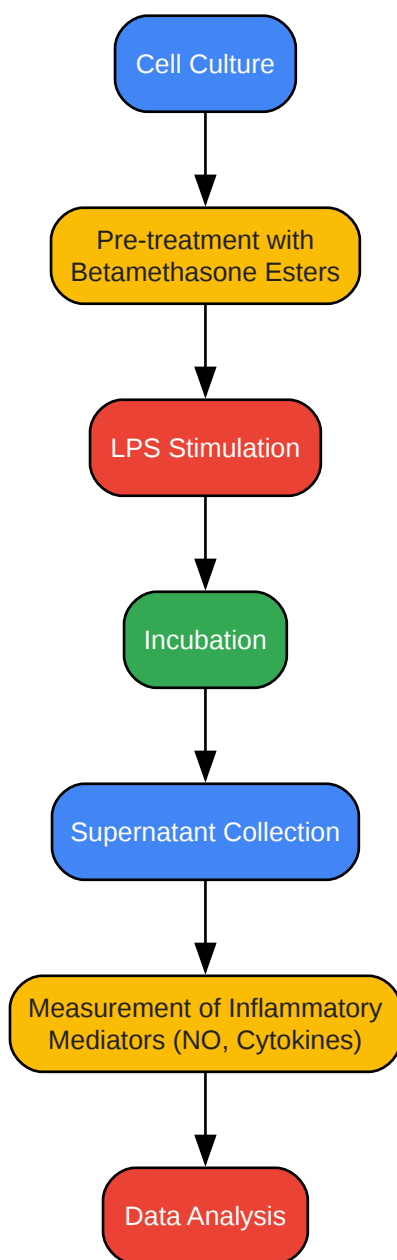 Cell Culture
Pre-treatment with
Betamethasone Esters
LPS Stimulation
Incubation
Supernatant Collection
Measurement of Inflammatory
Mediators (NO, Cytokines)
Data Analysis